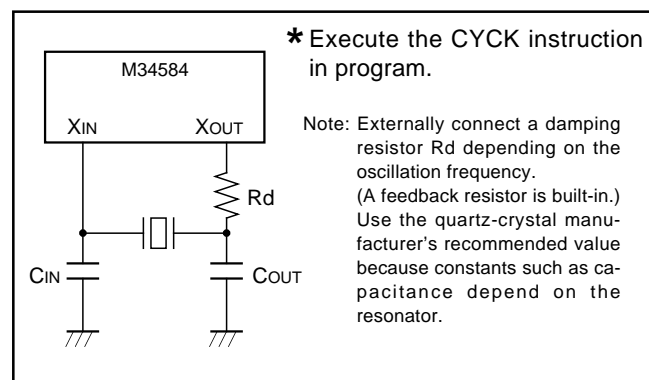 M34584
XIN
XOUT
Rd
CIN
COUT
* Execute the CYCK instruction
in program.
Note: Externally connect a damping
resistor Rd depending on the
oscillation frequency.
(A feedback resistor is built-in.)
Use the quartz-crystal manu-
facturer's recommended value
because constants such as ca-
pacitance depend on the
resonator.